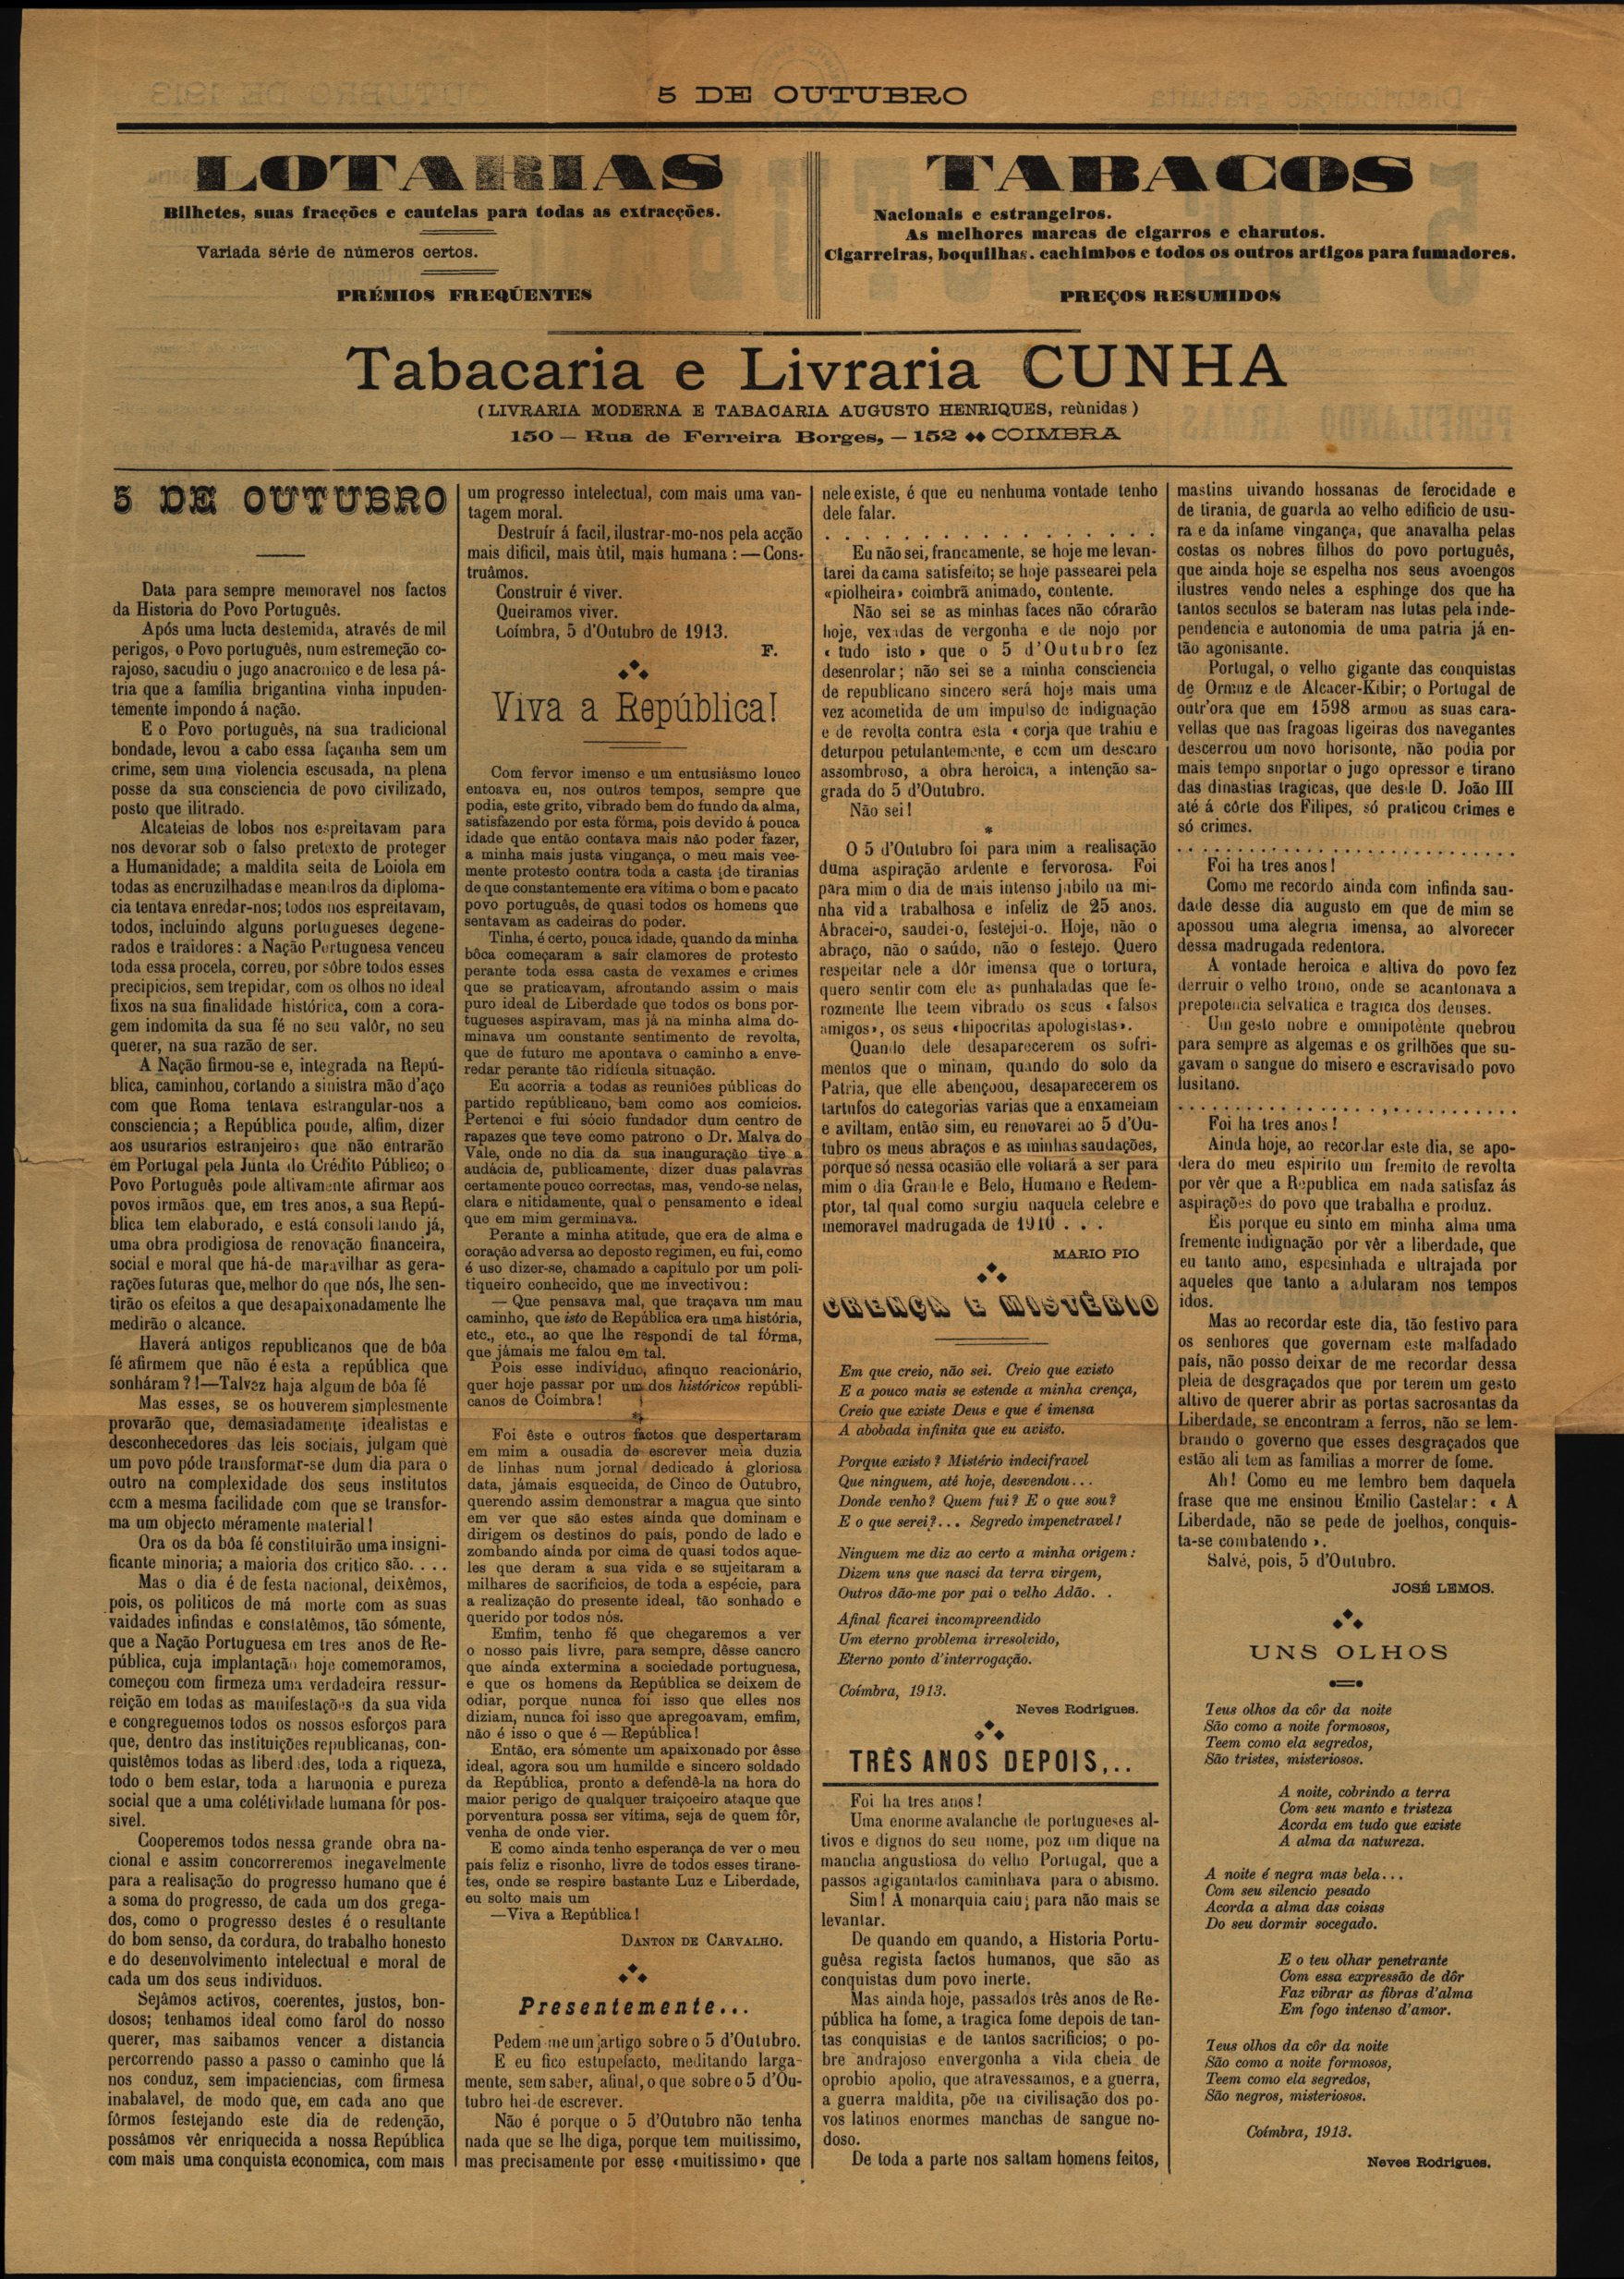 5 DE OUTUBRO
LOTARIAS
Bilhetes, suas fracções e cautelas para todas as extracções.
Variada série de números certos.
PRÉMIOS FREQÚENTES
TABACOS
Nacionais e estrangeiros.
As melhores marcas de cigarros e charutos.
Cigarreiras, boquilhas. cachimbos e todos os outros artigos para fumadores.
PREÇOS RESUMIDOS
Tabacaria e Livraria CUNHA
(LIVRARIA MODERNA E TABACARIA AUGUSTO HENRIQUES, reùnidas)
150 — Rua de Ferreira Borges, — 152 COIMBRA
5 DE OUTUBRO
Data para sempre memoravel nos factos
da Historia do Povo Português.
Após uma lucta destemida, através de mil
perigos, o Povo português, num estremeção co-
rajoso, sacudiu o jugo anacronico e de lesa pá-
tria que a família brigantina vinha inpuden-
temente impondo á nação.
E o Povo português, na sua tradicional
bondade, levou a cabo essa façanha sem um
crime, sem uma violencia escusada, na plena
posse da sua consciencia de povo civilizado,
posto que ilitrado.
Alcateias de lobos nos espreitavam para
nos devorar sob o falso pretexto de proteger
a Humanidade; a maldita seita de Loiola em
todas as encruzilhadas e meandros da diploma-
cia tentava enredar-nos; todos nos espreitavam,
todos, incluindo alguns portugueses degene-
rados e traidores: a Nação Portuguesa venceu
toda essa procela, correu, por sôbre todos esses
precipicios, sem trepidar, com os olhos no ideal
fixos na sua finalidade histórica, com a cora-
gem indomita da sua fé no seu valôr, no seu
querer, na sua razão de ser.
A Nação firmou-se e, integrada na Repú-
blica, caminhou, cortando a sinistra mão d'aço
com que Roma tentava estrangular-nos a
consciencia; a República poude, alfim, dizer
aos usurarios estranjeiros que não entrarão
em Portugal pela Junta do Crédito Público; o
Povo Português pode altivamente afirmar aos
povos irmãos que, em tres anos, a sua Repú-
blica tem elaborado, e está consolidando já,
uma obra prodigiosa de renovação financeira,
social e moral que há-de maravilhar as gera-
rações futuras que, melhor do que nós, lhe sen-
tirão os efeitos a que desapaixonadamente lhe
medirão o alcance.
Haverá antigos republicanos que de bôa
fé afirmem que não é esta a república que
sonháram?!—Talvez haja algum de bôa fé
Mas esses, se os houverem simplesmente
provarão que, demasiadamente idealistas e
desconhecedores das leis sociais, julgam que
um povo póde transformar-se dum dia para o
outro na complexidade dos seus institutos
com a mesma facilidade com que se transfor-
ma um objecto méramente material!
Ora os da bôa fé constituirão uma insigni-
ficante minoria; a maioria dos critico são. . . .
Mas o dia é de festa nacional, deixêmos,
pois, os politicos de má morte com as suas
vaidades infindas e constatêmos, tão sómente,
que a Nação Portuguesa em tres anos de Re-
pública, cuja implantação hoje comemoramos,
começou com firmeza uma verdadeira ressur-
reição em todas as manifestações da sua vida
e congreguemos todos os nossos esforços para
que, dentro das instituições republicanas, con-
quistêmos todas as liberdades, toda a riqueza,
todo o bem estar, toda a harmonia e pureza
social que a uma colétividade humana fôr pos-
sivel.
Cooperemos todos nessa grande obra na-
cional e assim concorreremos inegavelmente
para a realisação do progresso humano que é
a soma do progresso, de cada um dos grega-
dos, como o progresso destes é o resultante
do bom senso, da cordura, do trabalho honesto
e do desenvolvimento intelectual e moral de
cada um dos seus individuos.
Sejâmos activos, coerentes, justos, bon-
dosos; tenhamos ideal como farol do nosso
querer, mas saibamos vencer a distancia
percorrendo passo a passo o caminho que lá
nos conduz, sem impaciencias, com firmesa
inabalavel, de modo que, em cada ano que
fôrmos festejando este dia de redenção,
possâmos vêr enriquecida a nossa República
com mais uma conquista economica, com mais
um progresso intelectual, com mais uma van-
tagem moral.
Destruír á facil, ilustrar-mo-nos pela acção
mais dificil, mais ùtil, mais humana : — Cons-
truâmos.
Construir é viver.
Queiramos viver.
Coímbra, 5 d'Outubro de 1913.
F.
Viva a República!
Com fervor imenso e um entusiásmo louco
entoava eu, nos outros tempos, sempre que
podia, este grito, vibrado bem do fundo da alma,
satisfazendo por esta fórma, pois devido á pouca
idade que então contava mais não poder fazer,
a minha mais justa vingança, o meu mais vee-
mente protesto contra toda a casta de tiranias
de que constantemente era vítima o bom e pacato
povo português, de quasi todos os homens que
sentavam as cadeiras do poder.
Tinha, é certo, pouca idade, quando da minha
bôca começaram a saír clamores de protesto
perante toda essa casta de vexames e crimes
que se praticavam, afrontando assim o mais
puro ideal de Liberdade que todos os bons por-
tugueses aspiravam, mas já na minha alma do-
minava um constante sentimento de revolta,
que de futuro me apontava o caminho a enve-
redar perante tão ridícula situação.
Eu acorria a todas as reuniões públicas do
partido repúblicano, bem como aos comícios.
Pertenci e fui sócio fundador dum centro de
rapazes que teve como patrono o Dr. Malva do
Vale, onde no dia da sua inauguração tive a
audácia de, publicamente, dizer duas palavras
certamente pouco correctas, mas, vendo-se nelas,
clara e nitidamente, qual o pensamento e ideal
que em mim germinava.
Perante a minha atitude, que era de alma e
coração adversa ao deposto regimen, eu fui, como
é uso dizer-se, chamado a capítulo por um poli-
tiqueiro conhecido, que me invectivou:
— Que pensava mal, que traçava um mau
caminho, que isto de República era uma história,
etc., etc., ao que lhe respondi de tal fórma,
que jámais me falou em tal.
Pois esse indivíduo, afinquo reacionário,
quer hoje passar por um dos históricos repúbli-
canos de Coimbra!
*
Foi êste e outros factos que despertaram
em mim a ousadia de escrever meia duzia
de linhas num jornal dedicado á gloriosa
data, jámais esquecida, de Cinco de Outubro,
querendo assim demonstrar a magua que sinto
em ver que são estes ainda que dominam e
dirigem os destinos do país, pondo de lado e
zombando ainda por cima de quasi todos aque-
les que deram a sua vida e se sujeitaram a
milhares de sacrificios, de toda a espécie, para
a realização do presente ideal, tão sonhado e
querido por todos nós.
Emfim, tenho fé que chegaremos a ver
o nosso pais livre, para sempre, dêsse cancro
que ainda extermina a sociedade portuguesa,
e que os homens da República se deixem de
odiar, porque nunca foi isso que elles nos
diziam, nunca foi isso que apregoavam, emfim,
não é isso o que é — República!
Então, era sómente um apaixonado por êsse
ideal, agora sou um humilde e sincero soldado
da República, pronto a defendê-la na hora do
maior perigo de qualquer traiçoeiro ataque que
porventura possa ser vítima, seja de quem fôr,
venha de onde vier.
E como ainda tenho esperança de ver o meu
país feliz e risonho, livre de todos esses tirane-
tes, onde se respire bastante Luz e Liberdade,
eu solto mais um
—Viva a República!
DANTON DE CARVALHO.
Presentemente...
Pedem me um artigo sobre o 5 d'Outubro.
E eu fico estupefacto, meditando larga-
mente, sem saber, afinal, o que sobre o 5 d'Ou-
tubro hei-de escrever.
Não é porque o 5 d'Outubro não tenha
nada que se lhe diga, porque tem muitissimo,
mas precisamente por esse «muitissimo» que
nele existe, é que eu nenhuma vontade tenho
dele falar.
. . . . . . . . . . . . . . . . .
Eu não sei, francamente, se hoje me levan-
tarei da cama satisfeito; se hoje passearei pela
«piolheira» coimbrã animado, contente.
Não sei se as minhas faces não córarão
hoje, vexadas de vergonha e de nojo por
« tudo isto » que o 5 d'Outubro fez
desenrolar; não sei se a minha consciencia
de republicano sincero será hoje mais uma
vez acometida de um impulso de indignação
e de revolta contra esta « corja que trahiu e
deturpou petulantemente, e com um descaro
assombroso, a obra heroica, a intenção sa-
grada do 5 d'Outubro.
Não sei!
*
O 5 d'Outubro foi para mim a realisação
duma aspiração ardente e fervorosa. Foi
para mim o dia de mais intenso jubilo na mi-
nha vida trabalhosa e infeliz de 25 anos.
Abracei-o, saudei-o, festejei-o. Hoje, não o
abraço, não o saúdo, não o festejo. Quero
respeitar nele a dôr imensa que o tortura,
quero sentir com ele as punhaladas que fe-
rozmente lhe teem vibrado os seus « falsos
amigos», os seus «hipocritas apologistas».
Quando dele desaparecerem os sofri-
mentos que o minam, quando do solo da
Patria, que elle abençoou, desaparecerem os
tartufos do categorias varias que a enxameiam
e aviltam, então sim, eu renovarei ao 5 d'Ou-
tubro os meus abraços e as minhas saudações,
porque só nessa ocasião elle voltará a ser para
mim o dia Grande e Belo, Humano e Redem-
ptor, tal qual como surgiu naquela celebre e
memoravel madrugada de 1910 . . .
MARIO PIO
CRENÇA E MISTÉRIO
Em que creio, não sei. Creio que existo
E a pouco mais se estende a minha crença,
Creio que existe Deus e que é imensa
A abobada infinita que eu avisto.
Porque existo? Mistério indecifravel
Que ninguem, até hoje, desvendou...
Donde venho? Quem fui? E o que sou?
E o que serei?... Segredo impenetravel!
Ninguem me diz ao certo a minha origem:
Dizem uns que nasci da terra virgem,
Outros dão-me por pai o velho Adão. .
Afinal ficarei incompreendido
Um eterno problema irresolvido,
Eterno ponto d'interrogação.
Coímbra, 1913.
Neves Rodrigues.
TRÊS ANOS DEPOIS...
Foi ha tres anos!
Uma enorme avalanche de portugueses al-
tivos e dignos do seu nome, poz um dique na
mancha angustiosa do velho Portugal, que a
passos agigantados caminhava para o abismo.
Sim! A monarquia caiu; para não mais se
levantar.
De quando em quando, a Historia Portu-
guêsa regista factos humanos, que são as
conquistas dum povo inerte.
Mas ainda hoje, passados três anos de Re-
pública ha fome, a tragica fome depois de tan-
tas conquistas e de tantos sacrificios; o po-
bre andrajoso envergonha a vida cheia de
oprobio apolio, que atravessamos, e a guerra,
a guerra maldita, põe na civilisação dos po-
vos latinos enormes manchas de sangue no-
doso.
De toda a parte nos saltam homens feitos,
mastins uivando hossanas de ferocidade e
de tirania, de guarda ao velho edificio de usu-
ra e da infame vingança, que anavalha pelas
costas os nobres filhos do povo português,
que ainda hoje se espelha nos seus avoengos
ilustres vendo neles a esphinge dos que ha
tantos seculos se bateram nas lutas pela inde-
pendencia e autonomia de uma patria já en-
tão agonisante.
Portugal, o velho gigante das conquistas
de Ormuz e de Alcacer-Kibir; o Portugal de
outr'ora que em 1598 armou as suas cara-
vellas que nas fragoas ligeiras dos navegantes
descerrou um novo horisonte, não podia por
mais tempo suportar o jugo opressor e tirano
das dinastias tragicas, que desde D. João III
até á côrte dos Filipes, só praticou crimes e
só crimes.
. . . . . . . . . . . . . . . . . . . . . . . . . . .
Foi ha tres anos!
Como me recordo ainda com infinda sau-
dade desse dia augusto em que de mim se
apossou uma alegria imensa, ao alvorecer
dessa madrugada redentora.
A vontade heroica e altiva do povo fez
derruir o velho trono, onde se acantonava a
prepotencia selvatica e tragica dos deuses.
Um gesto nobre e omnipotênte quebrou
para sempre as algemas e os grilhões que su-
gavam o sangue do misero e escravisado povo
lusitano.
. . . . . . . . . . . . . . . . , . . . . . . . . . . .
Foi ha tres anos!
Ainda hoje, ao recordar este dia, se apo-
dera do meu espirito um fremito de revolta
por vêr que a Republica em nada satisfaz ás
aspirações do povo que trabalha e produz.
Eis porque eu sinto em minha alma uma
fremente indignação por vêr a liberdade, que
eu tanto amo, espesinhada e ultrajada por
aqueles que tanto a adularam nos tempos
idos.
Mas ao recordar este dia, tão festivo para
os senhores que governam este malfadado
país, não posso deixar de me recordar dessa
pleia de desgraçados que por terem um gesto
altivo de querer abrir as portas sacrosantas da
Liberdade, se encontram a ferros, não se lem-
brando o governo que esses desgraçados que
estão ali tem as familias a morrer de fome.
Ah! Como eu me lembro bem daquela
frase que me ensinou Emilio Castelar: « A
Liberdade, não se pede de joelhos, conquis-
ta-se combatendo ».
Salvé, pois, 5 d'Outubro.
JOSÉ LEMOS.
UNS OLHOS
Teus olhos da côr da noite
São como a noite formosos,
Teem como ela segredos,
São tristes, misteriosos.
A noite, cobrindo a terra
Com seu manto e tristeza
Acorda em tudo que existe
A alma da natureza.
A noite é negra mas bela...
Com seu silencio pesado
Acorda a alma das coisas
Do seu dormir socegado.
E o teu olhar penetrante
Com essa expressão de dôr
Faz vibrar as fibras d'alma
Em fogo intenso d'amor.
Teus olhos da côr da noite
São como a noite formosos,
Teem como ela segredos,
São negros, misteriosos.
Coímbra, 1913.
Neves Rodrigues.